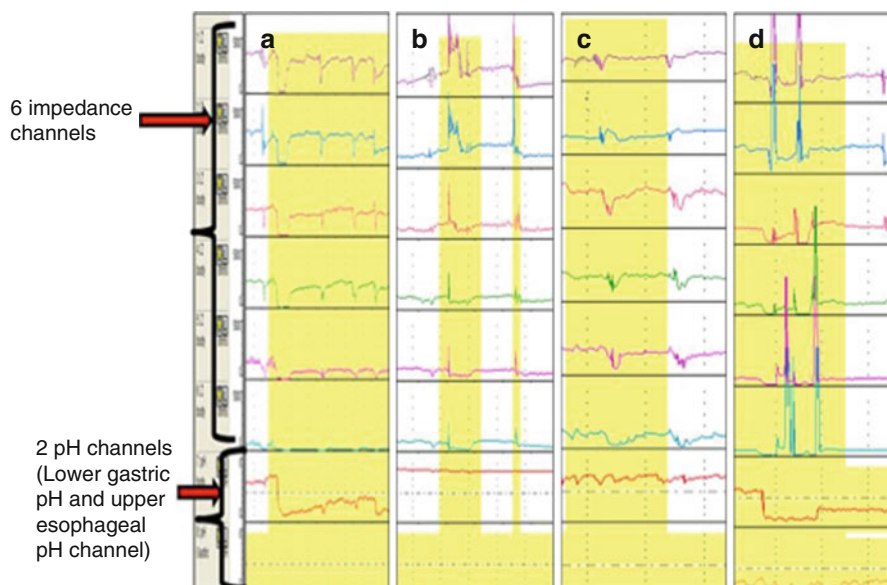 a
b
c
d
6 impedance
channels
2 pH channels
(Lower gastric
pH and upper
esophageal
pH channel)